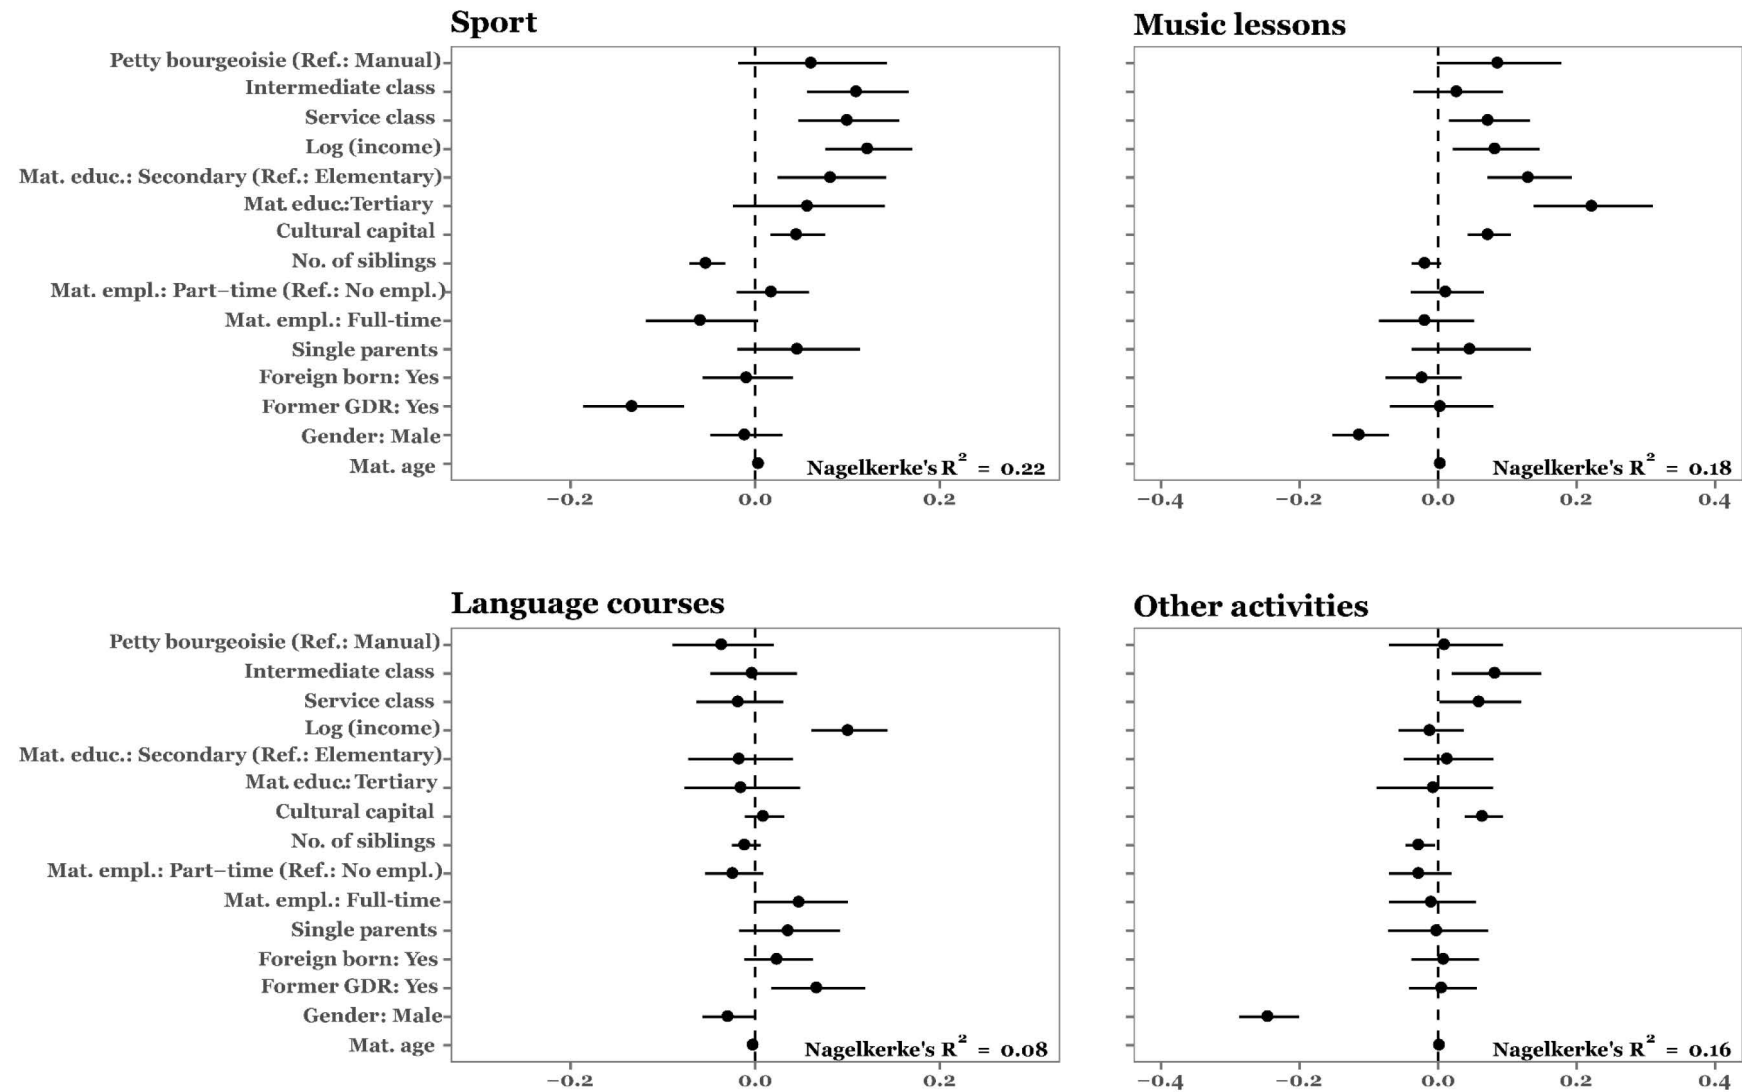 Sport
Petty bourgeoisie (Ref.: Manual)
Intermediate class
Service class
Log (income)
Mat. educ.: Secondary (Ref.: Elementary)
Mat. educ.:Tertiary
Cultural capital
No. of siblings
Mat. empl.: Part−time (Ref.: No empl.)
Mat. empl.: Full-time
Single parents
Foreign born: Yes
Former GDR: Yes
Gender: Male
Mat. age
Nagelkerke's R² = 0.22
−0.2 0.0 0.2
Music lessons
Nagelkerke's R² = 0.18
−0.4 −0.2 0.0 0.2 0.4
Language courses
Petty bourgeoisie (Ref.: Manual)
Intermediate class
Service class
Log (income)
Mat. educ.: Secondary (Ref.: Elementary)
Mat. educ.: Tertiary
Cultural capital
No. of siblings
Mat. empl.: Part−time (Ref.: No empl.)
Mat. empl.: Full-time
Single parents
Foreign born: Yes
Former GDR: Yes
Gender: Male
Mat. age
Nagelkerke's R² = 0.08
−0.2 0.0 0.2
Other activities
Nagelkerke's R² = 0.16
−0.4 −0.2 0.0 0.2 0.4